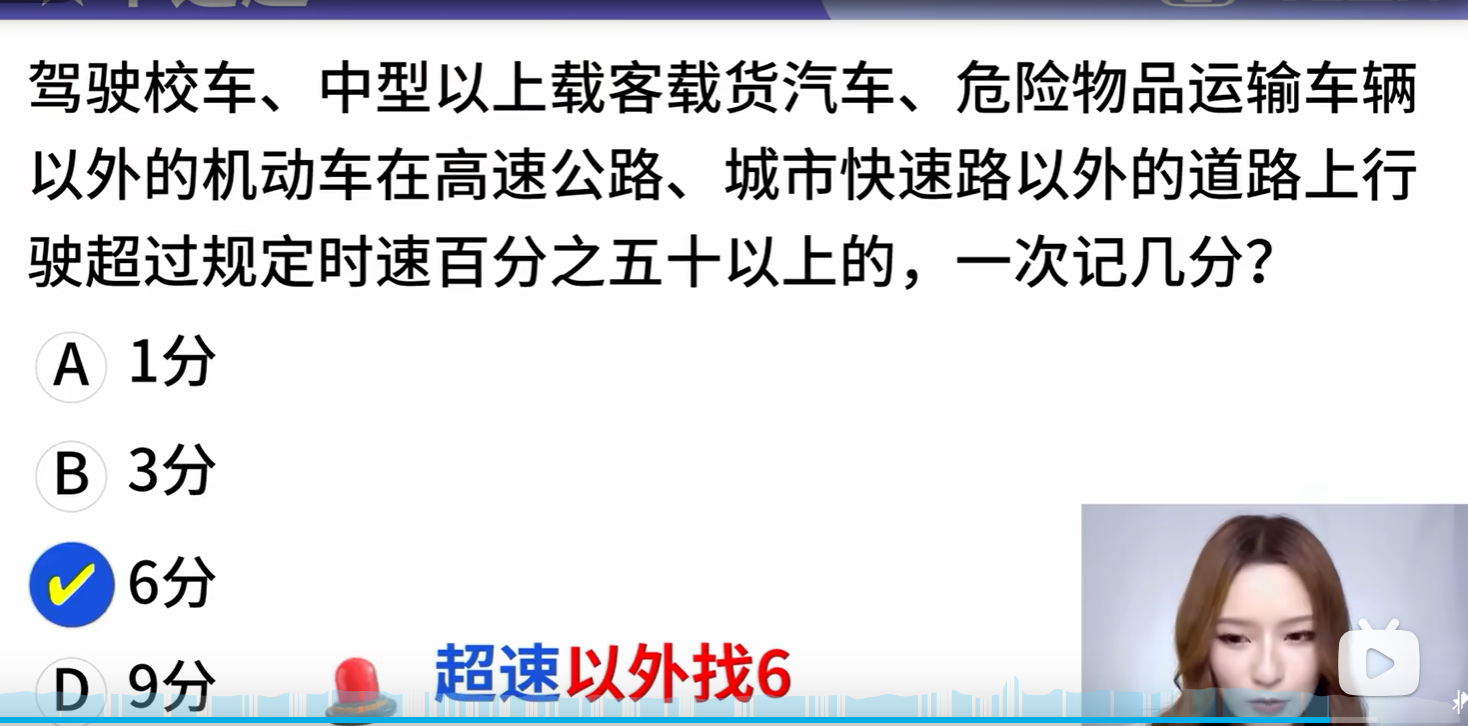 驾驶校车、中型以上载客载货汽车、危险物品运输车辆
以外的机动车在高速公路、城市快速路以外的道路上行
驶超过规定时速百分之五十以上的，一次记几分？
A 1分
B 3分
6分
D 9分
超速以外找6